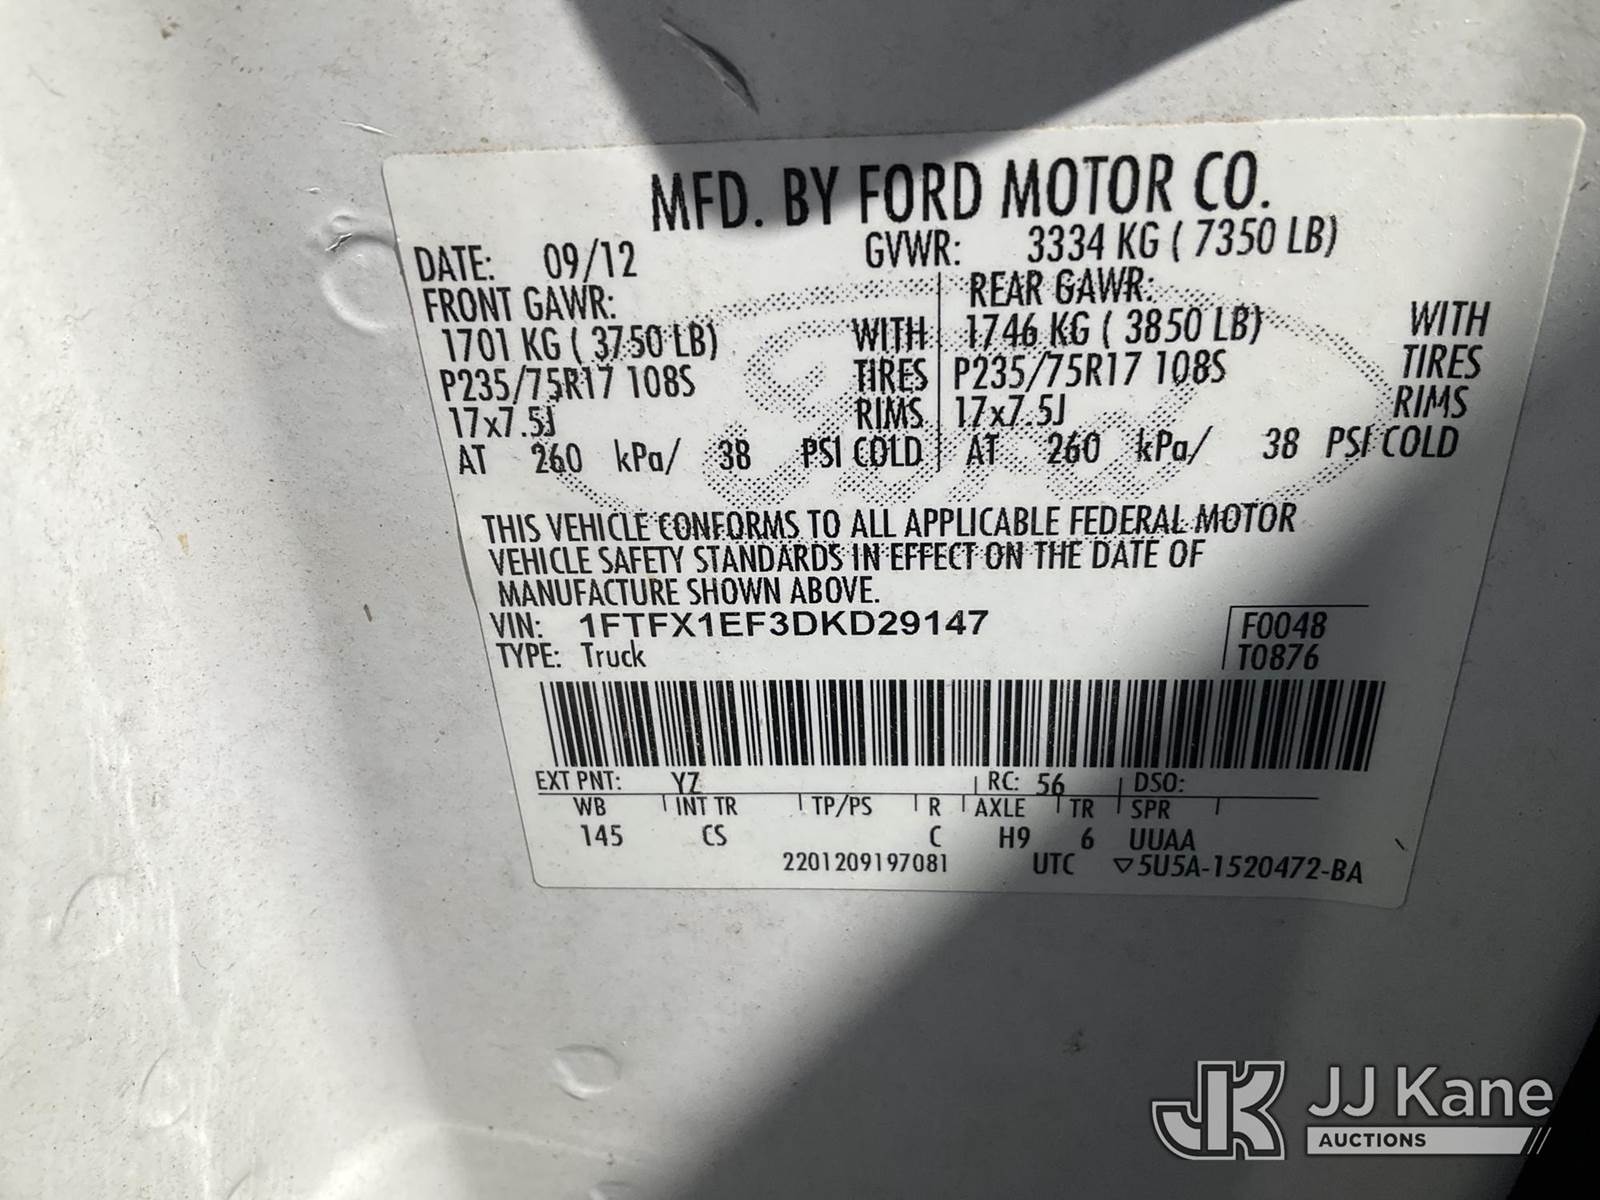 MFD. BY FORD MOTOR CO.
DATE: 09/12 GVWR: 3334 KG ( 7350 LB)
FRONT GAWR: REAR GAWR:
1701 KG ( 3750 LB) WITH 1746 KG ( 3850 LB) WITH
P235/75R17 108S TIRES P235/75R17 108S TIRES
17x7.5J RIMS 17x7.5J RIMS
AT 260 kPa/ 38 PSI COLD AT 260 kPa/ 38 PSI COLD
THIS VEHICLE CONFORMS TO ALL APPLICABLE FEDERAL MOTOR
VEHICLE SAFETY STANDARDS IN EFFECT ON THE DATE OF
MANUFACTURE SHOWN ABOVE.
VIN: 1FTFX1EF3DKD29147 F0048
TYPE: Truck T0876
EXT PNT: YZ RC: 56 DSO:
WB INT TR TP/PS R AXLE TR SPR
145 CS C H9 6 UUAA
2201209197081 UTC ▽5U5A-1520472-BA
JK JJ Kane
AUCTIONS